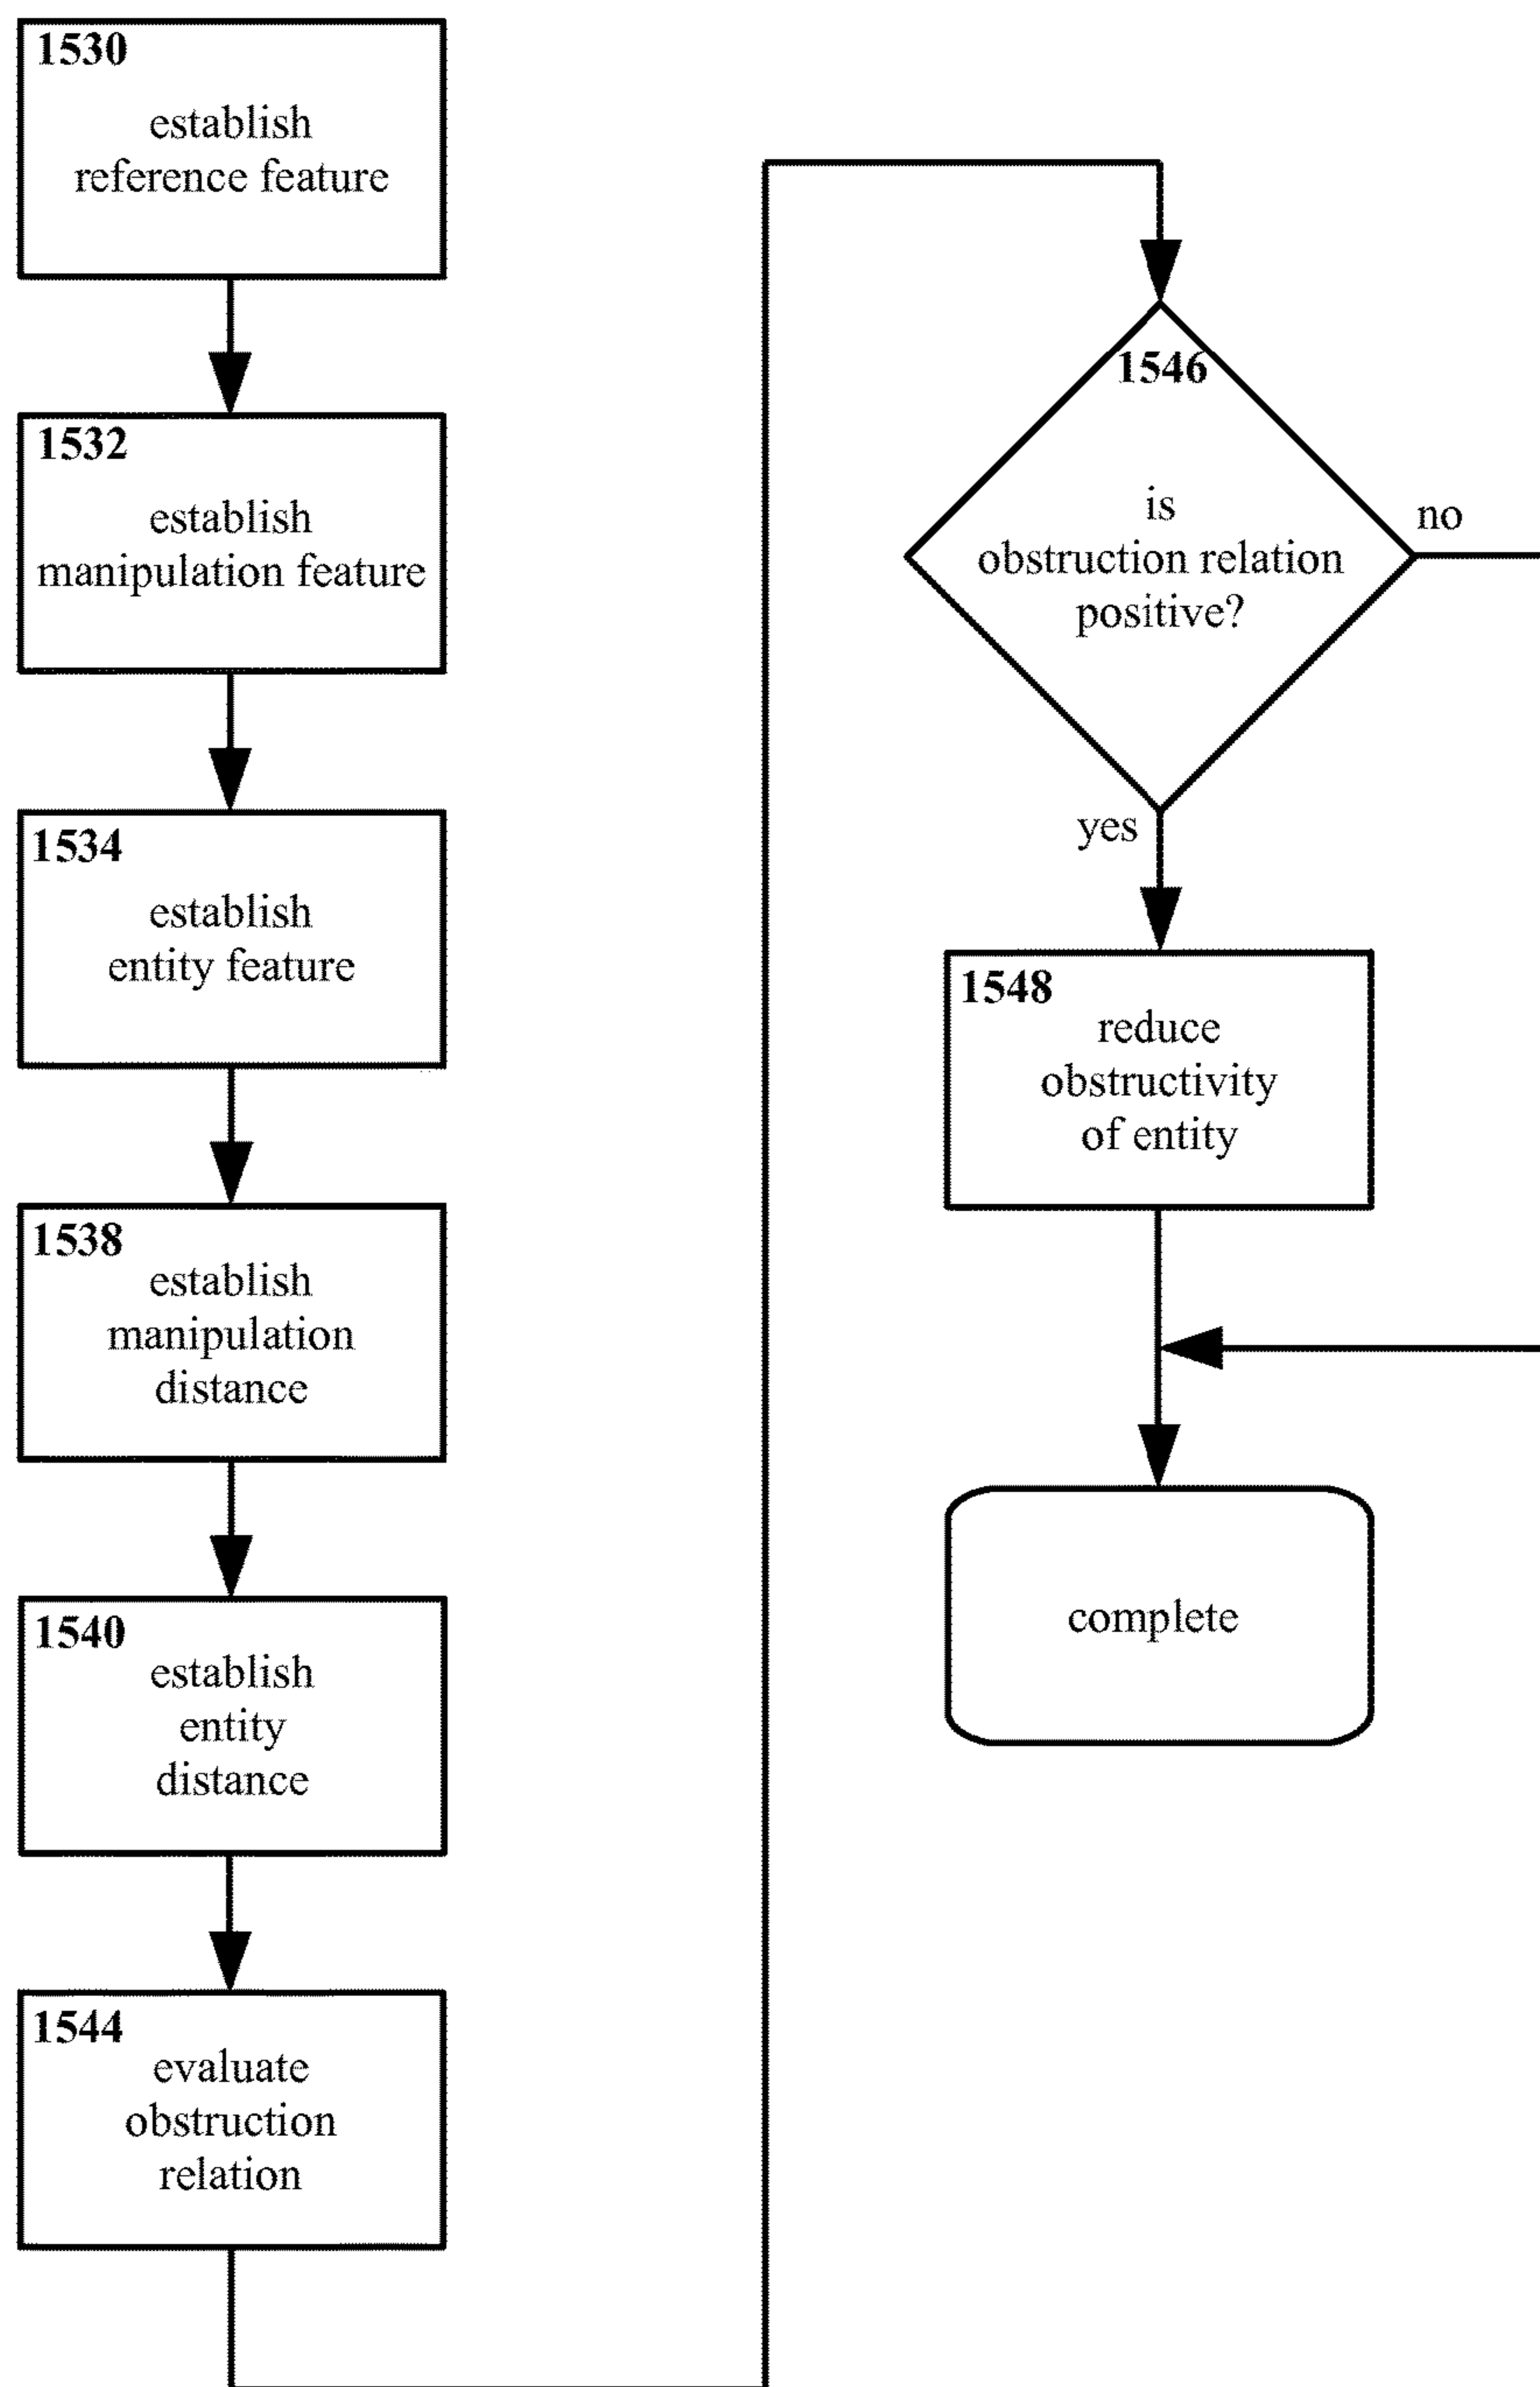 1530
establish
reference feature
1532
establish
manipulation feature
1534
establish
entity feature
1538
establish
manipulation
distance
1540
establish
entity
distance
1544
evaluate
obstruction
relation
1546
is
obstruction relation
positive?
no
yes
1548
reduce
obstructivity
of entity
complete